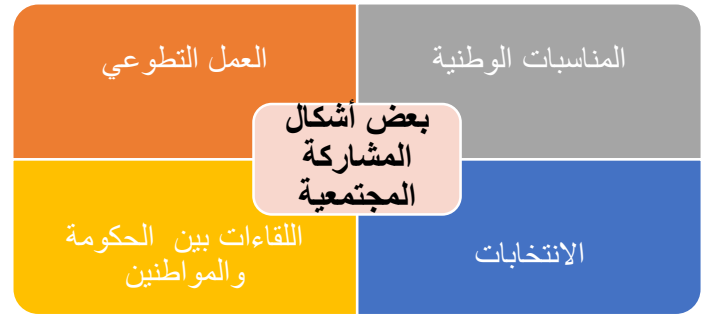 المناسبات الوطنية
العمل التطوعي
بعض أشكال
المشاركة
المجتمعية
الانتخابات
اللقاءات بين الحكومة
والمواطنين